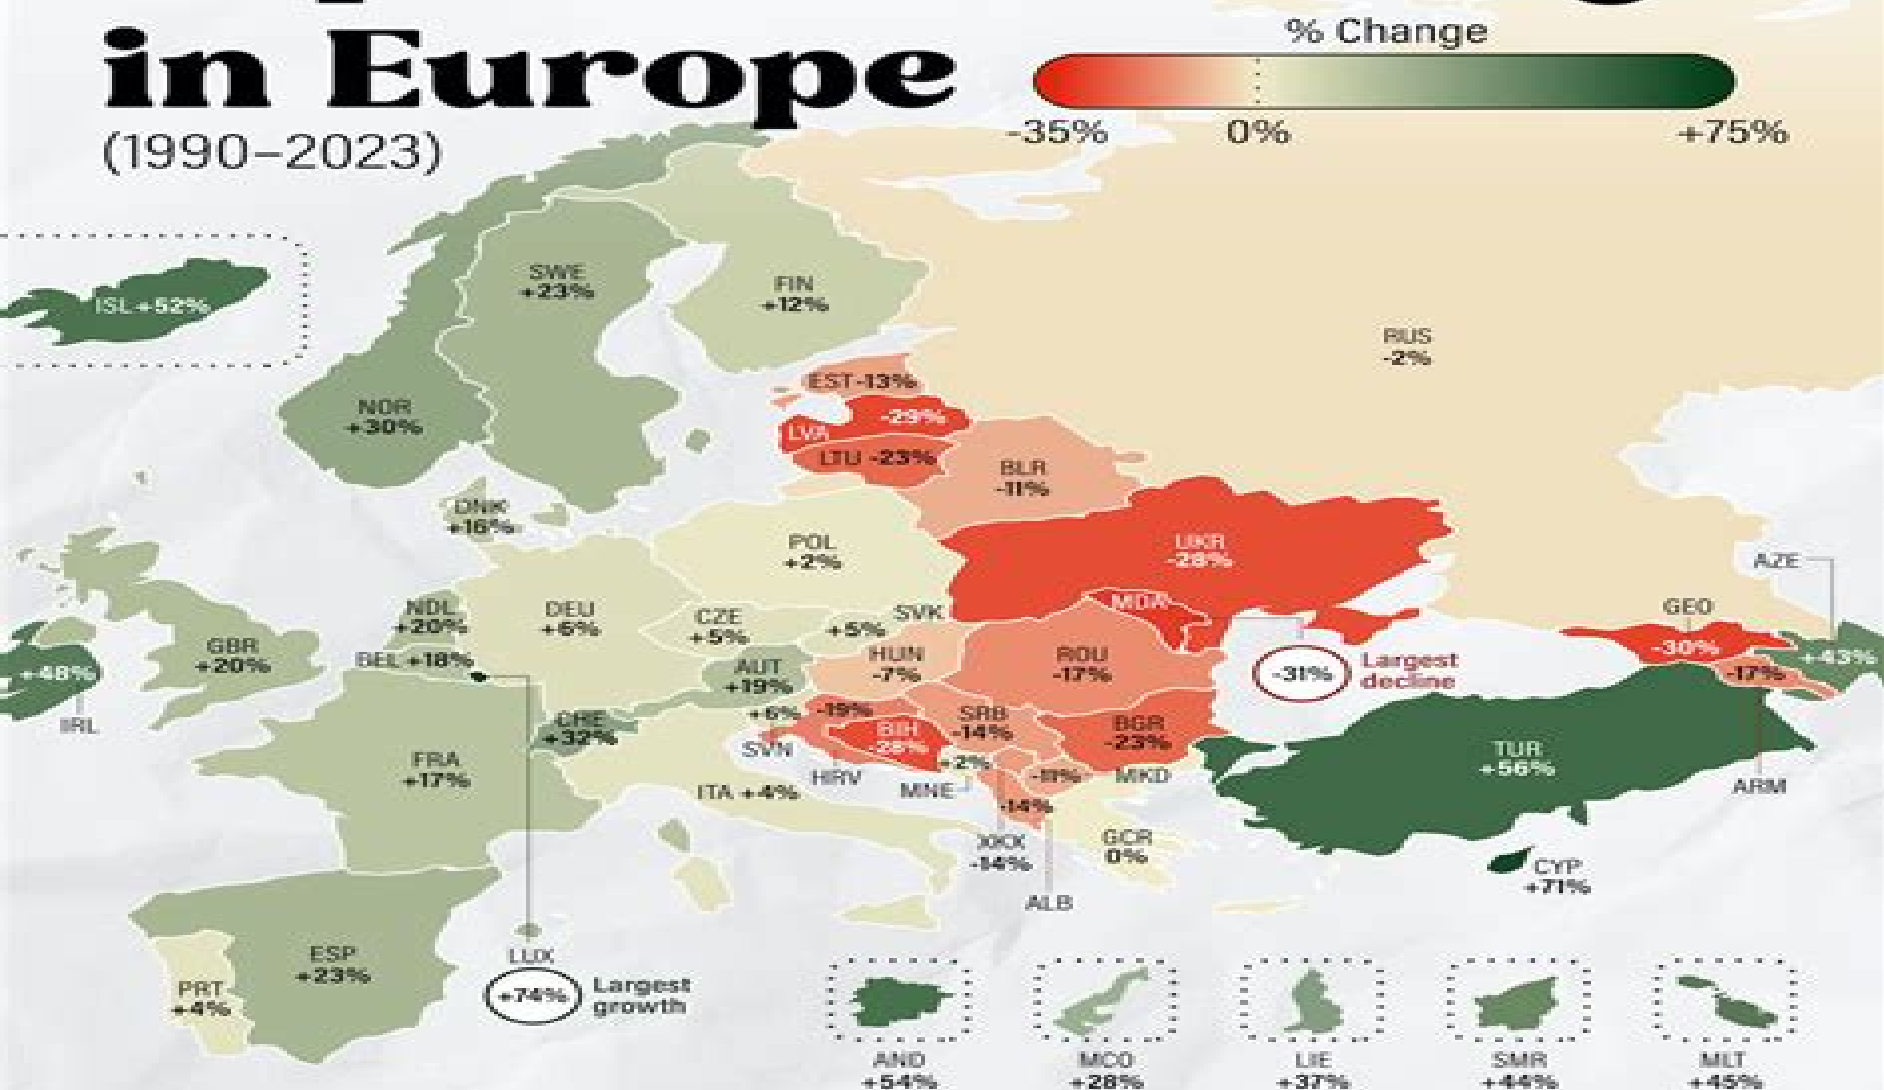 in Europe
(1990–2023)
% Change
-35% 0% +75%
ISL +52%
SWE
+23%
FIN
+12%
RUS
-2%
NOR
+30%
EST -13%
-29%
LVA
LTU -23%
BLR
-11%
DNK
+16%
POL
+2%
UKR
-28%
AZE
+43%
GEO
-30%
MDA
-31%
Largest
decline
NDL
+20%
DEU
+6%
CZE
+5%
SVK
+5%
GBR
+20%
BEL +18%
+48%
IRL
AUT
+19%
HUN
-7%
ROU
-17%
-17%
ARM
CHE
+32%
+6%
SVN
-19%
HRV
BIH
-28%
SRB
-14%
BGR
-23%
TUR
+56%
FRA
+17%
ITA +4%
+2%
MNE
-11%
MKD
-14%
XKX
-14%
ALB
GCR
0%
CYP
+71%
ESP
+23%
PRT
+4%
LUX
+74%
Largest
growth
AND
+54%
MCO
+28%
LIE
+37%
SMR
+44%
MLT
+45%